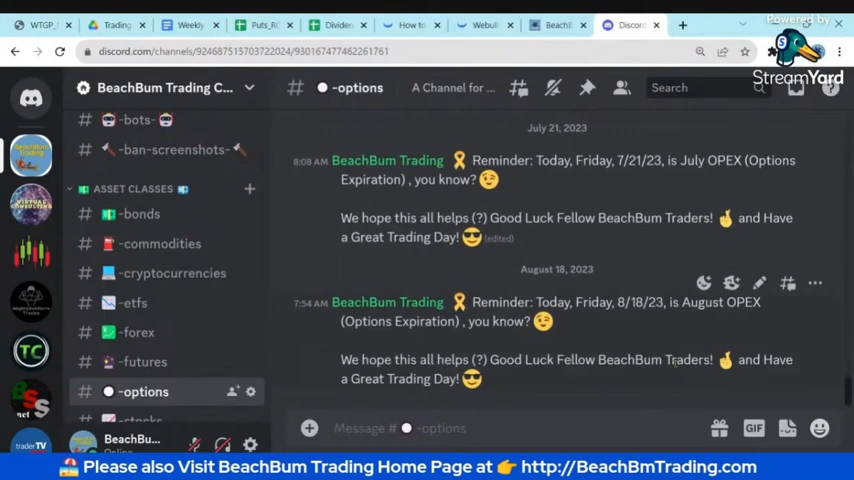 WTGP_
Trading
Weekly
Puts_RC
Dividen
How to
Webull
Beachl
Discord
Powered by
StreamYard
discord.com/channels/924687515703722024/930167477462261761
BeachBum Trading C...
-options
A Channel for ...
Search
-bots-
-ban-screenshots-
ASSET CLASSES
-bonds
-commodities
-cryptocurrencies
-etfs
-forex
-futures
-options
-stocks
July 21, 2023
8:08 AM BeachBum Trading Reminder: Today, Friday, 7/21/23, is July OPEX (Options
Expiration) , you know?
We hope this all helps (?) Good Luck Fellow BeachBum Traders! and Have
a Great Trading Day! (edited)
August 18, 2023
7:54 AM BeachBum Trading Reminder: Today, Friday, 8/18/23, is August OPEX
(Options Expiration) , you know?
We hope this all helps (?) Good Luck Fellow BeachBum Traders! and Have
a Great Trading Day!
BeachBu...
Online
Message # -options
GIF
TC
BSS
net
traderTV
Please also Visit BeachBum Trading Home Page at http://BeachBmTrading.com